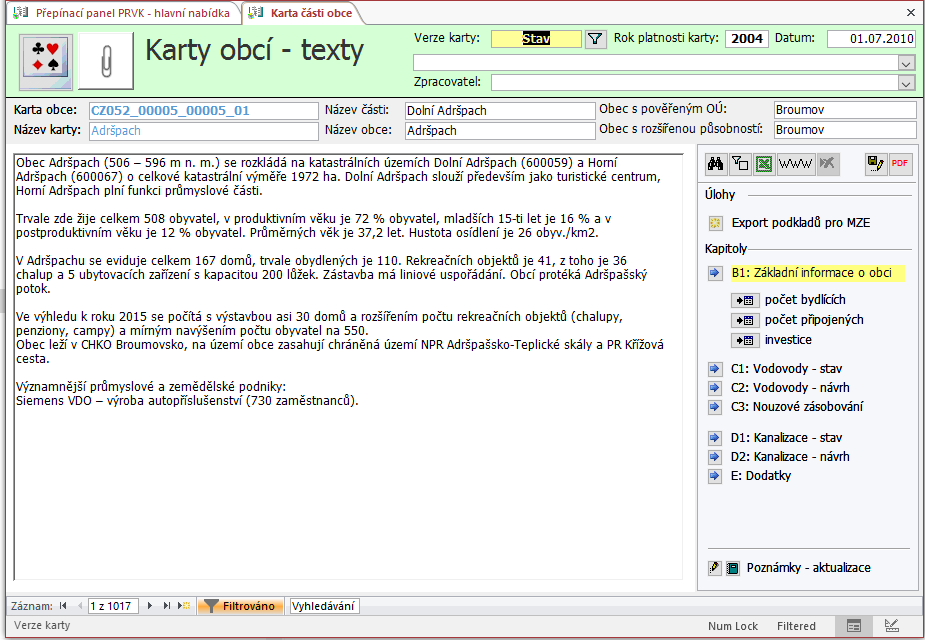 Přepínací panel PRVK - hlavní nabídka
Karta části obce
Karty obcí - texty
Verze karty: Stav
Rok platnosti karty: 2004 Datum: 01.07.2010
Zpracovatel:
Karta obce: CZ052_00005_00005_01 Název části: Dolní Adršpach Obec s pověřeným OÚ: Broumov
Název karty: Adršpach Název obce: Adršpach Obec s rozšířenou působností: Broumov
Obec Adršpach (506 – 596 m n. m.) se rozkládá na katastrálních územích Dolní Adršpach (600059) a Horní
Adršpach (600067) o celkové katastrální výměře 1972 ha. Dolní Adršpach slouží především jako turistické centrum,
Horní Adršpach plní funkci průmyslové části.
Trvale zde žije celkem 508 obyvatel, v produktivním věku je 72 % obyvatel, mladších 15-ti let je 16 % a v
postproduktivním věku je 12 % obyvatel. Průměrných věk je 37,2 let. Hustota osídlení je 26 obyv./km2.
V Adršpachu se eviduje celkem 167 domů, trvale obydlených je 110. Rekreačních objektů je 41, z toho je 36
chalup a 5 ubytovacích zařízení s kapacitou 200 lůžek. Zástavba má liniové uspořádání. Obcí protéká Adršpašský
potok.
Ve výhledu k roku 2015 se počítá s výstavbou asi 30 domů a rozšířením počtu rekreačních objektů (chalupy,
penziony, campy) a mírným navýšením počtu obyvatel na 550.
Obec leží v CHKO Broumovsko, na území obce zasahují chráněná území NPR Adršpašsko-Teplické skály a PR Křížová
cesta.
Významnější průmyslové a zemědělské podniky:
Siemens VDO – výroba autopříslušenství (730 zaměstnanců).
WWW
PDF
Úlohy
Export podkladů pro MZE
Kapitoly
B1: Základní informace o obci
počet bydlících
počet připojených
investice
C1: Vodovody - stav
C2: Vodovody - návrh
C3: Nouzové zásobování
D1: Kanalizace - stav
D2: Kanalizace - návrh
E: Dodatky
Poznámky - aktualizace
Záznam: 1 z 1017 Filtrováno Vyhledávání
Verze karty
Num Lock Filtered